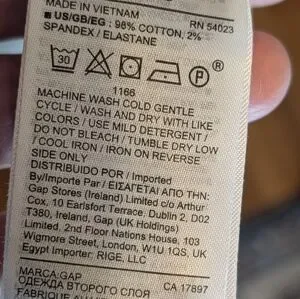 MADE IN VIETNAM
RN 54023
■ US/GB/EG : 98% COTTON, 2%
SPANDEX / ELASTANE
30
P
®
1166
MACHINE WASH COLD GENTLE
CYCLE / WASH AND DRY WITH LIKE
COLORS / USE MILD DETERGENT /
DO NOT BLEACH / TUMBLE DRY LOW
/ COOL IRON / IRON ON REVERSE
SIDE ONLY
DISTRIBUIDO POR / Imported
By/Importe Par / ΕΙΣΑΓΕΤΑΙ ΑΠΟ ΤΗΝ:
Gap Stores (Ireland) Limited c/o Arthur
Cox, 10 Earlsfort Terrace, Dublin 2, D02
T380, Ireland, Gap (UK Holdings)
Limited, 2nd Floor Nations House, 103
Wigmore Street, London, W1U 1QS, UK
Egypt Importer: RIGE, LLC
MARCA:GAP
CA 17897
ОДЕЖДА ВТОРОГО СЛОЯ